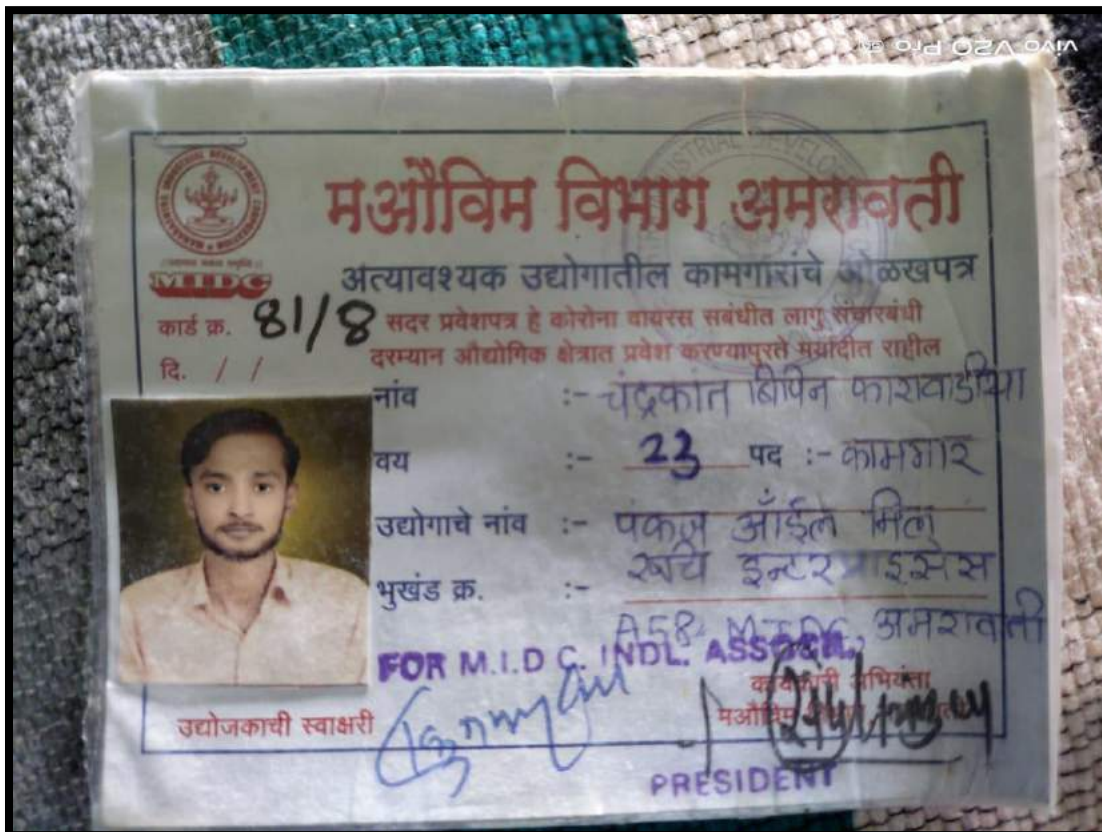 vivo V20 Pro 5G
मऔविम विभाग अमरावती
अत्यावश्यक उद्योगातील कामगारांचे ओळखपत्र
MIDC
कार्ड क्र. 81/8 सदर प्रवेशपत्र हे कोरोना वायरस सबंधीत लागु संचारबंधी
दि. / / दरम्यान औद्योगिक क्षेत्रात प्रवेश करण्यापुरते मर्यादीत राहील
नांव :- चंद्रकांत बिपिन फारावाडीया
वय :- 23 पद :- कामगार
उद्योगाचे नांव :- पंकज ऑईल मिल
इन्टरप्राइसेस
भुखंड क्र. :-
A58 MIDC, अमरावती
FOR M.I.D C. INDL. ASSOCN.
कार्यकारी अभियंता
उद्योजकाची स्वाक्षरी मऔविम
PRESIDENT